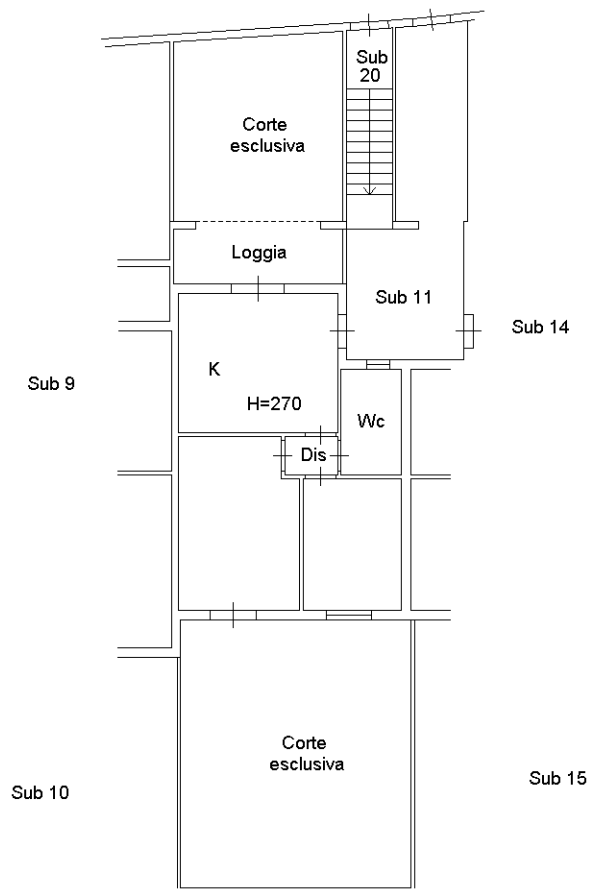 Sub
20
Corte
esclusiva
Loggia
Sub 11
Sub 14
K
Sub 9
H=270
Wc
Dis
Corte
esclusiva
Sub 15
Sub 10